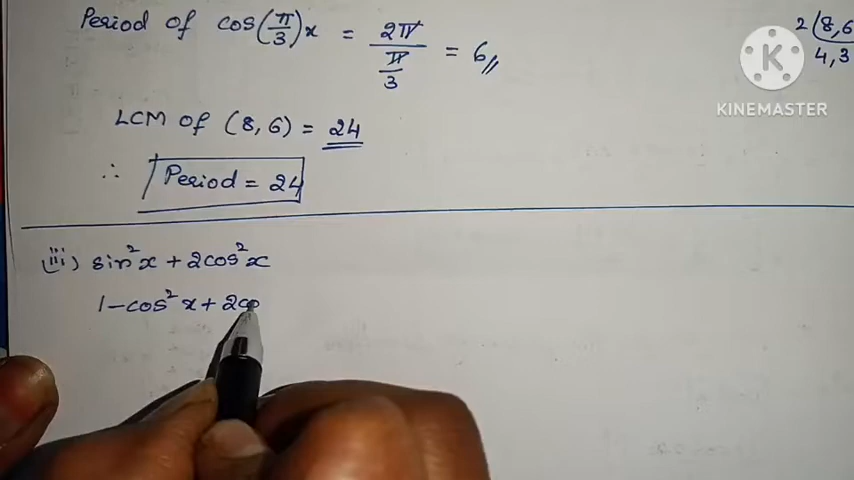 Period of cos(π/3)x = 2π / π/3 = 6
2 (8,6
4,3
KINEMASTER
LCM of (8, 6) = 24
∴ Period = 24
(iii) sin²x + 2cos²x
1 - cos²x + 2co